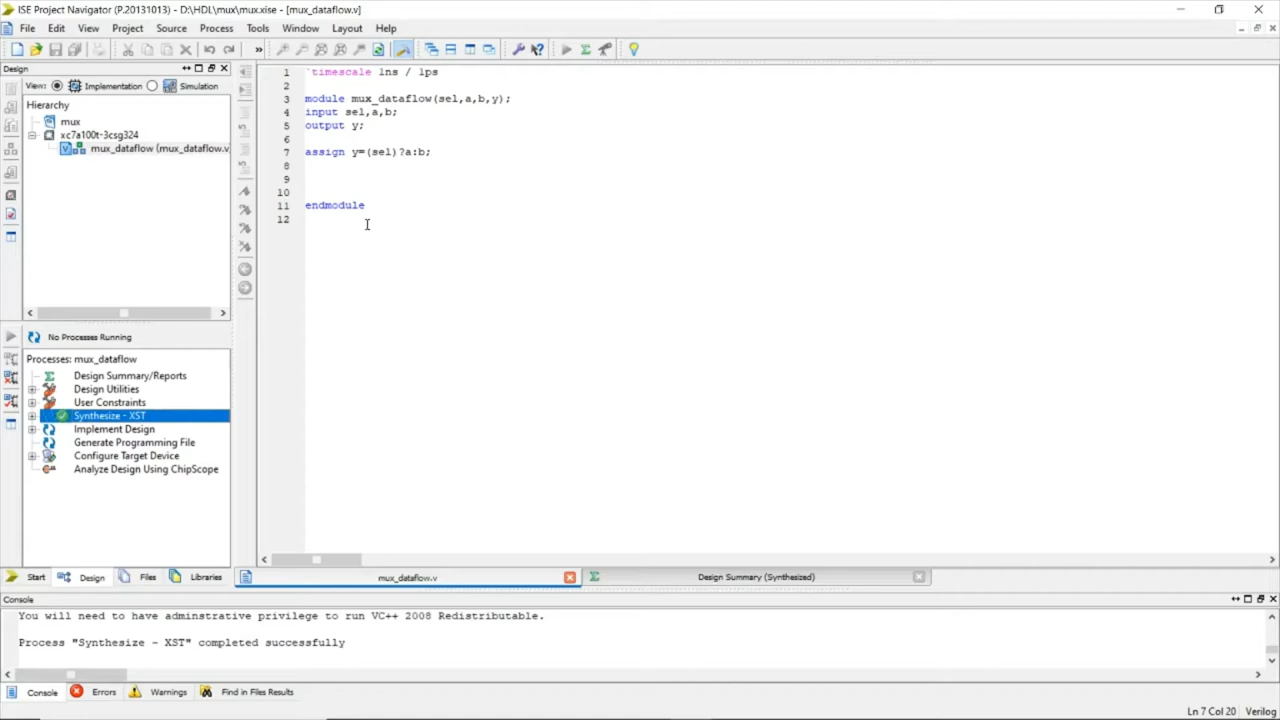 ISE Project Navigator (P.20131013) - D:\HDL\mux\mux.xise - [mux_dataflow.v]
File Edit View Project Source Process Tools Window Layout Help
Design
View: Implementation Simulation
Hierarchy
mux
xc7a100t-3csg324
mux_dataflow (mux_dataflow.v
No Processes Running
Processes: mux_dataflow
Design Summary/Reports
Design Utilities
User Constraints
Synthesize - XST
Implement Design
Generate Programming File
Configure Target Device
Analyze Design Using ChipScope
Start Design Files Libraries
1 `timescale 1ns / 1ps
2
3 module mux_dataflow(sel,a,b,y);
4 input sel,a,b;
5 output y;
6
7 assign y=(sel)?a:b;
8
9
10
11 endmodule
12
mux_dataflow.v Design Summary (Synthesized)
Console
You will need to have adminstrative privilege to run VC++ 2008 Redistributable.
Process "Synthesize - XST" completed successfully
Console Errors Warnings Find in Files Results
Ln 7 Col 20 Verilog